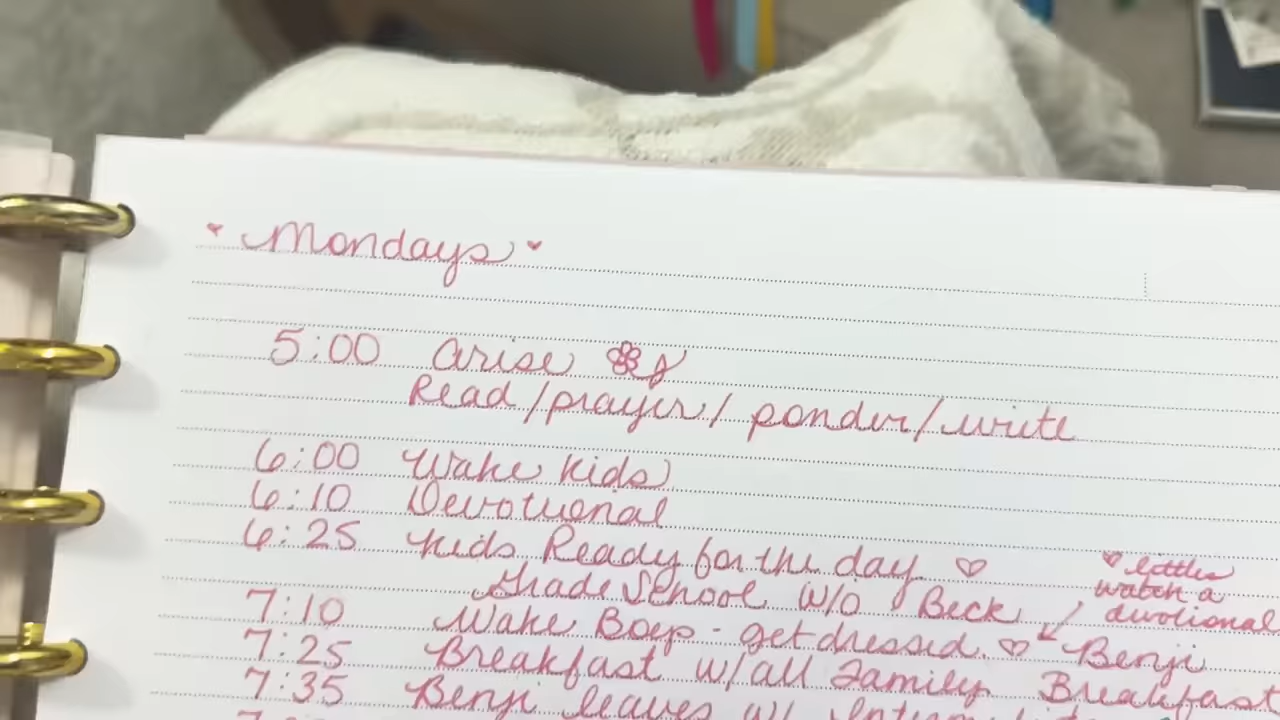 ♥ Mondays ♥
5:00 arise
Read/prayer/ponder/write
6:00 Wake kids
6:10 Devotional
6:25 Kids Ready for the day ♡
Grade School w/o Beck
♥ littles
watch a
devotional
7:10 Wake Boys - get dressed. ♡ ↙ Benji
7:25 Breakfast w/all family Breakfast
7:35 Benji leaves w/